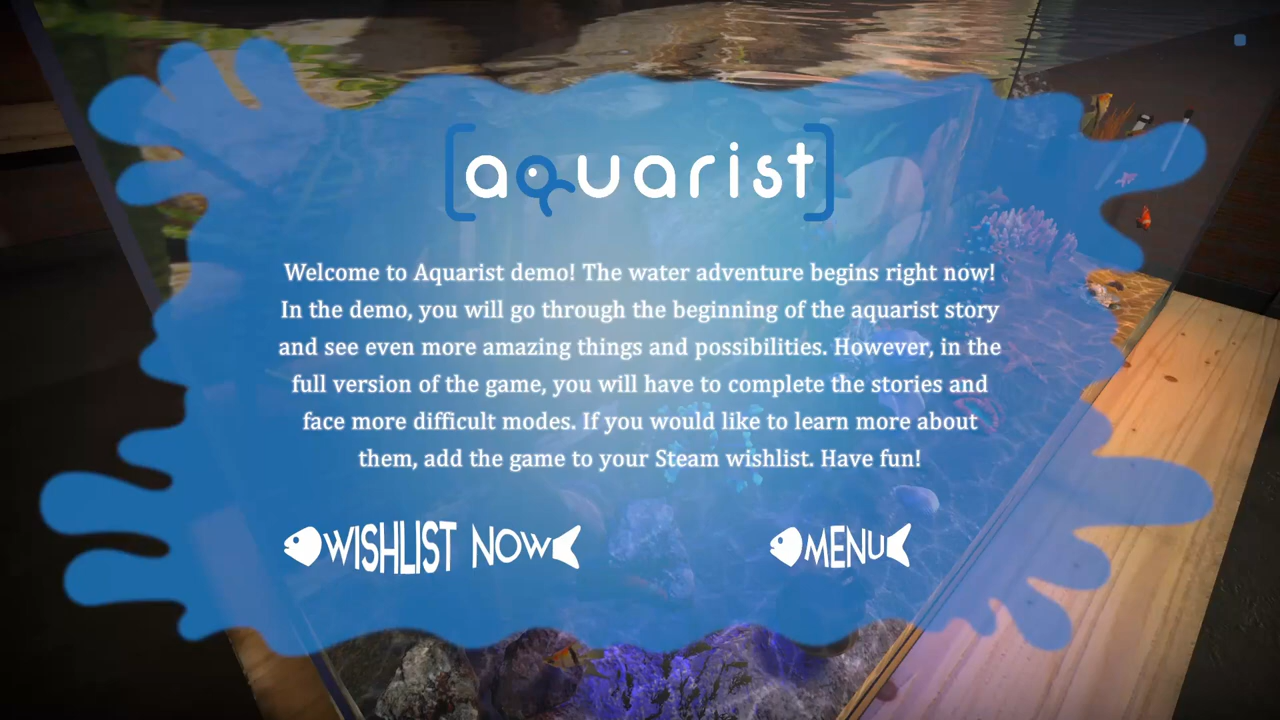 [aquarist]
Welcome to Aquarist demo! The water adventure begins right now!
In the demo, you will go through the beginning of the aquarist story
and see even more amazing things and possibilities. However, in the
full version of the game, you will have to complete the stories and
face more difficult modes. If you would like to learn more about
them, add the game to your Steam wishlist. Have fun!
WISHLIST NOW
MENU